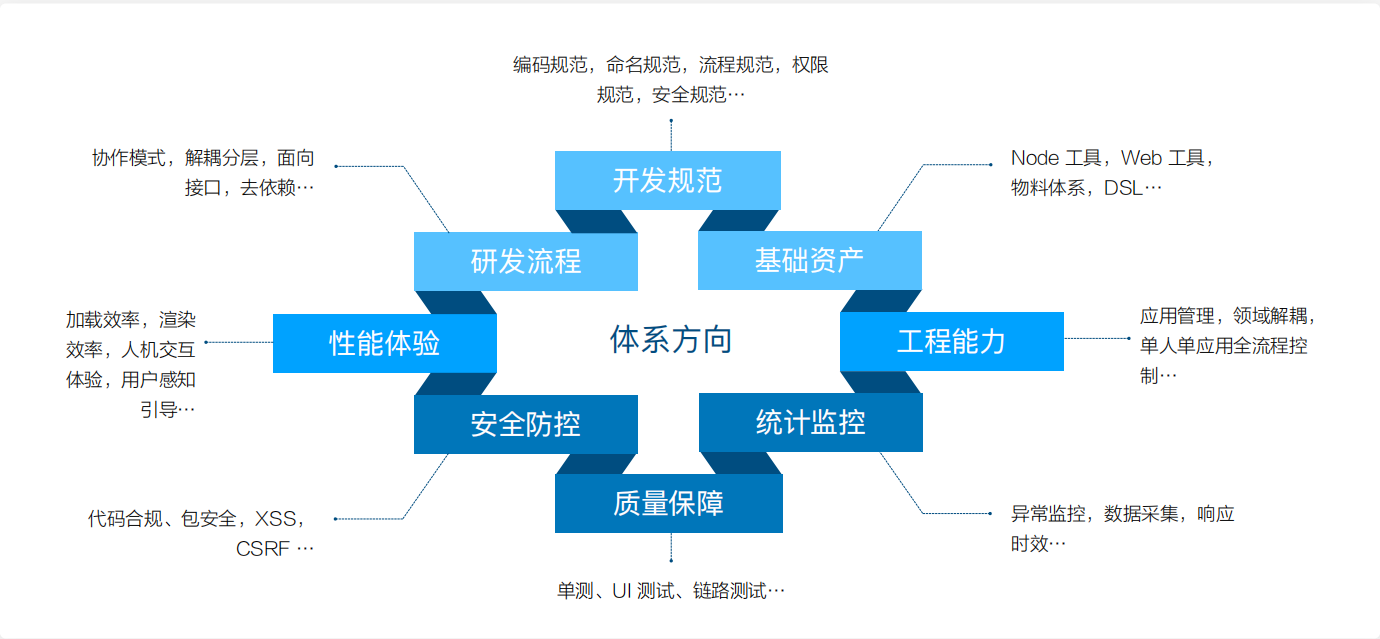 编码规范，命名规范，流程规范，权限
规范，安全规范…
协作模式，解耦分层，面向
接口，去依赖…
开发规范
Node 工具，Web 工具，
物料体系，DSL…
研发流程
基础资产
加载效率，渲染
效率，人机交互
体验，用户感知
引导…
性能体验
体系方向
工程能力
应用管理，领域解耦，
单人单应用全流程控
制…
安全防控
统计监控
代码合规、包安全，XSS，
CSRF …
质量保障
异常监控，数据采集，响应
时效…
单测、UI 测试、链路测试…